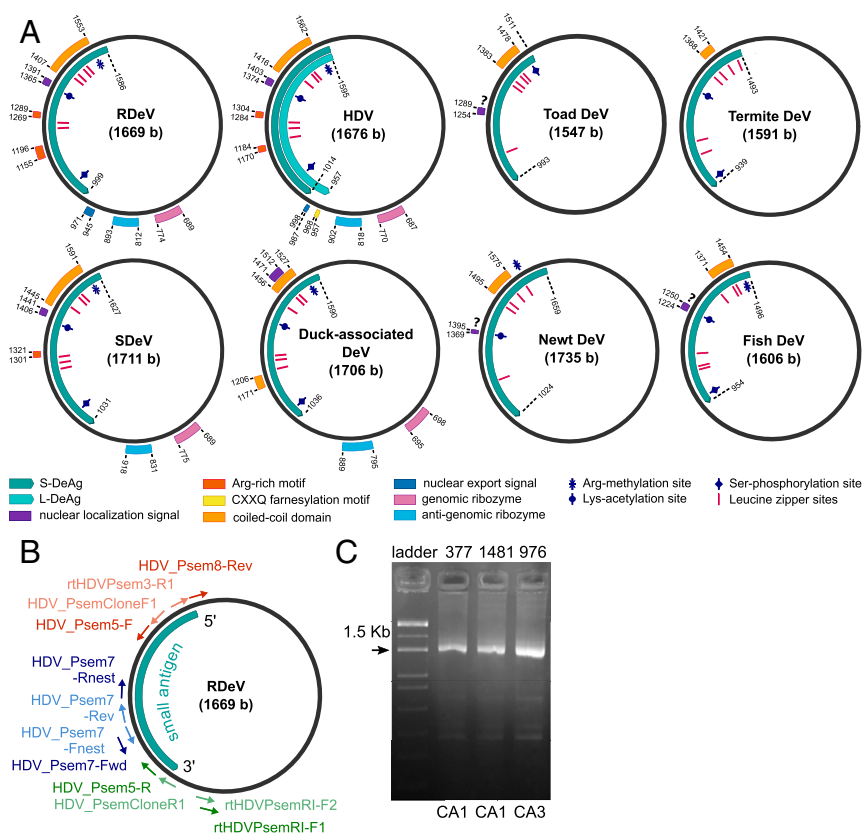 A
RDeV
(1669 b)
1553
1407
1391
1365
1289
1269
1196
1155
971
945
893
812
774
689
999
1586
HDV
(1676 b)
1562
1416
1403
1374
1304
1284
1184
1170
998
987
968
957
902
818
770
687
1014
957
1595
Toad DeV
(1547 b)
1511
1478
1383
?
1289
1254
993
Termite DeV
(1591 b)
1421
1368
1493
939
SDeV
(1711 b)
1591
1445
1441
1406
1321
1301
918
831
775
689
1031
1627
Duck-associated
DeV
(1706 b)
1527
1512
1471
1456
1206
1171
889
795
695
698
1036
1590
Newt DeV
(1735 b)
1575
1495
?
1395
1369
1659
1024
Fish DeV
(1606 b)
1454
1371
?
1250
1224
1496
954
S-DeAg
L-DeAg
nuclear localization signal
Arg-rich motif
CXXQ farnesylation motif
coiled-coil domain
nuclear export signal
genomic ribozyme
anti-genomic ribozyme
Arg-methylation site
Lys-acetylation site
Ser-phosphorylation site
Leucine zipper sites
B
HDV_Psem8-Rev
rtHDVPsem3-R1
HDV_PsemCloneF1
HDV_Psem5-F
5'
HDV_Psem7
-Rnest
HDV_Psem7
-Rev
HDV_Psem7
-Fnest
HDV_Psem7-Fwd
small antigen
RDeV
(1669 b)
3'
HDV_Psem5-R
HDV_PsemCloneR1
rtHDVPsemRI-F2
rtHDVPsemRI-F1
C
ladder 377 1481 976
1.5 Kb
CA1 CA1 CA3